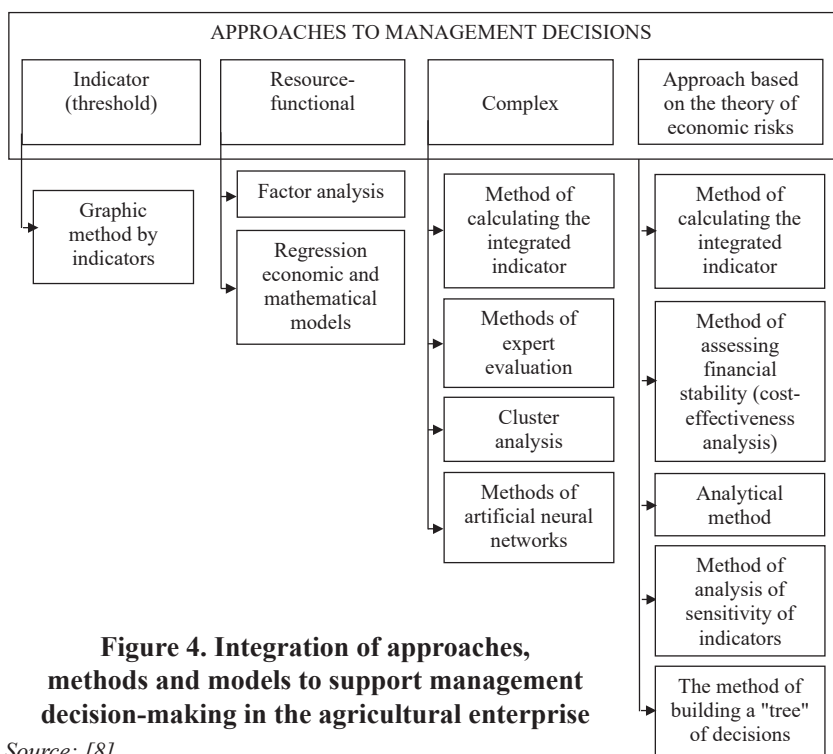 APPROACHES TO MANAGEMENT DECISIONS
Indicator
(threshold)
Resource-
functional
Complex
Approach based
on the theory of
economic risks
Graphic
method by
indicators
Factor analysis
Regression
economic and
mathematical
models
Method of
calculating the
integrated
indicator
Methods of
expert
evaluation
Cluster
analysis
Methods of
artificial neural
networks
Method of
calculating the
integrated
indicator
Method of
assessing
financial
stability (cost-
effectiveness
analysis)
Analytical
method
Method of
analysis of
sensitivity of
indicators
The method of
building a "tree"
of decisions
Figure 4. Integration of approaches,
methods and models to support management
decision-making in the agricultural enterprise
Source: [8]